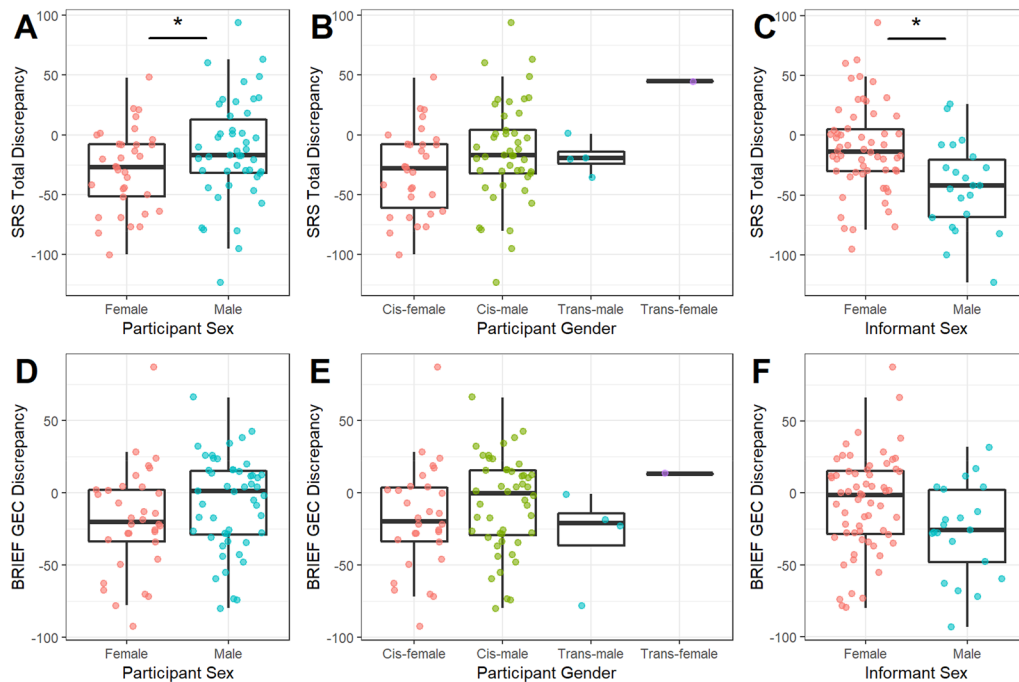 A
*
SRS Total Discrepancy
100
50
0
-50
-100
Female Male
Participant Sex
B
SRS Total Discrepancy
100
50
0
-50
-100
Cis-female Cis-male Trans-male Trans-female
Participant Gender
C
*
SRS Total Discrepancy
100
50
0
-50
-100
Female Male
Informant Sex
D
BRIEF GEC Discrepancy
50
0
-50
-100
Female Male
Participant Sex
E
BRIEF GEC Discrepancy
50
0
-50
-100
Cis-female Cis-male Trans-male Trans-female
Participant Gender
F
BRIEF GEC Discrepancy
50
0
-50
-100
Female Male
Informant Sex